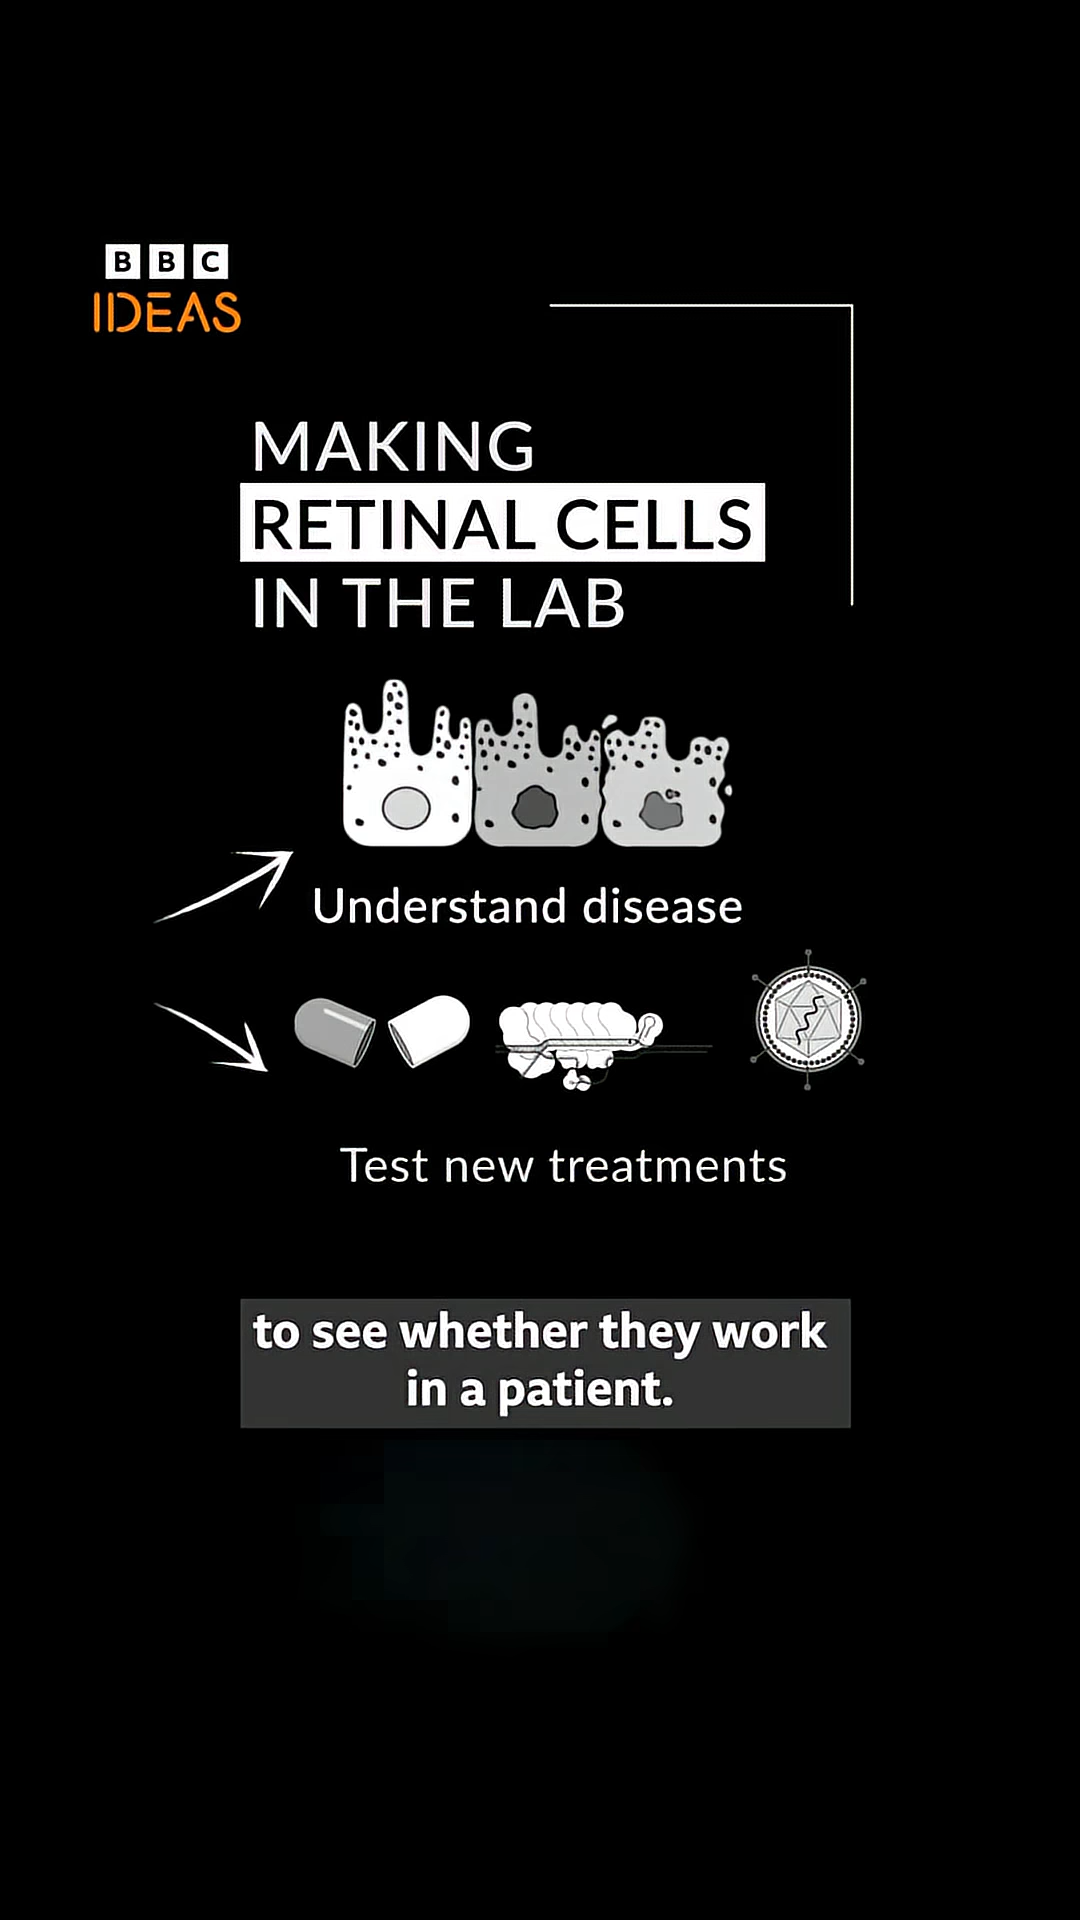 BBC
IDEAS
MAKING
RETINAL CELLS
IN THE LAB
Understand disease
Test new treatments
to see whether they work
in a patient.